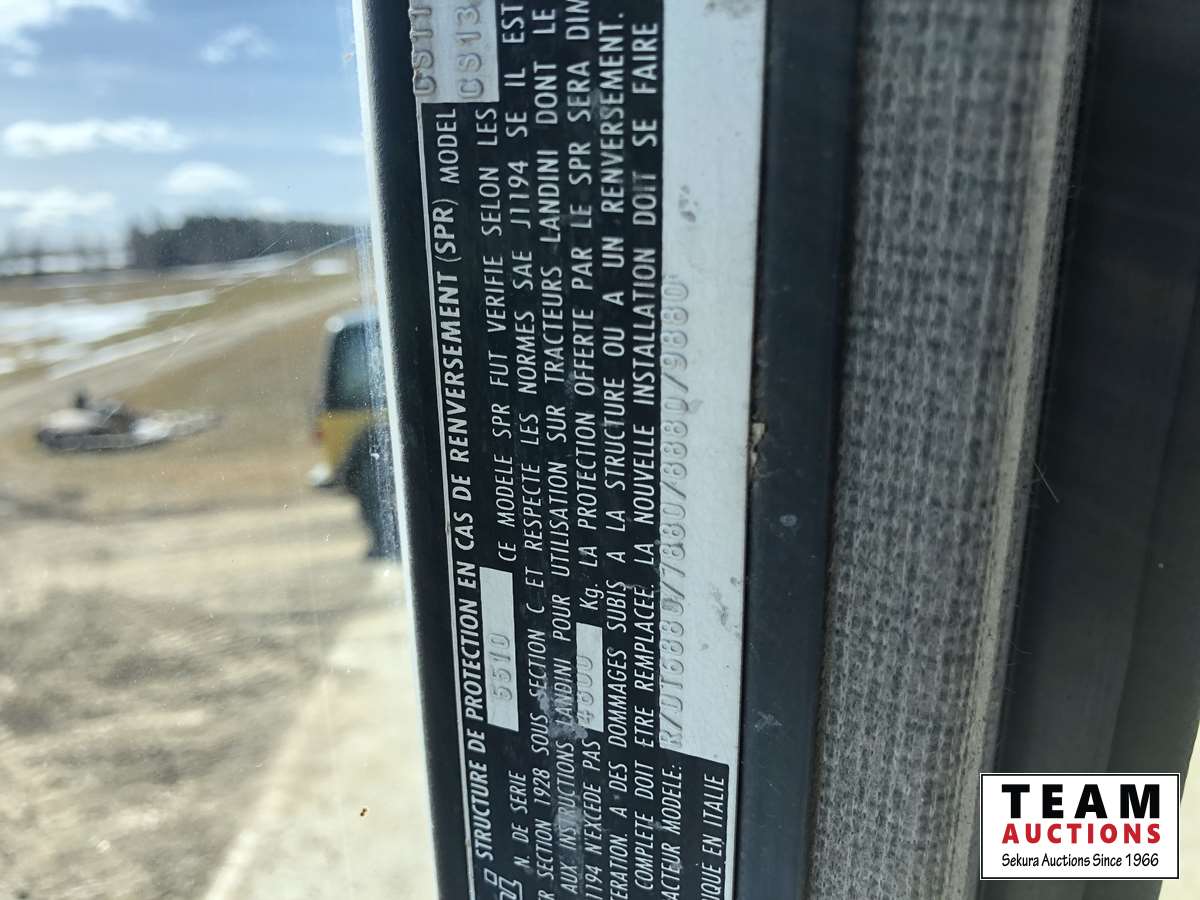 CS11
STRUCTURE DE PROTECTION EN CAS DE RENVERSEMENT (SPR) MODEL CS13
N. DE SERIE 5510 CE MODELE SPR FUT VERIFIE SELON LES
SECTION 1928 SOUS SECTION C ET RESPECTE LES NORMES SAE J1194 SE IL EST
AUX INSTRUCTIONS LANDINI POUR UTILISATION SUR TRACTEURS LANDINI DONT LE
N'EXCEDE PAS 4800 Kg. LA PROTECTION OFFERTE PAR LE SPR SERA
A DES DOMMAGES SUBIS A LA STRUCTURE OU A UN RENVERSEMENT.
COMPLETE DOIT ETRE REMPLACEE. LA NOUVELLE INSTALLATION DOIT SE FAIRE
MODELE: R/DT6880/7880/8880/9880
EN ITALIE
TEAM
AUCTIONS
Sekura Auctions Since 1966